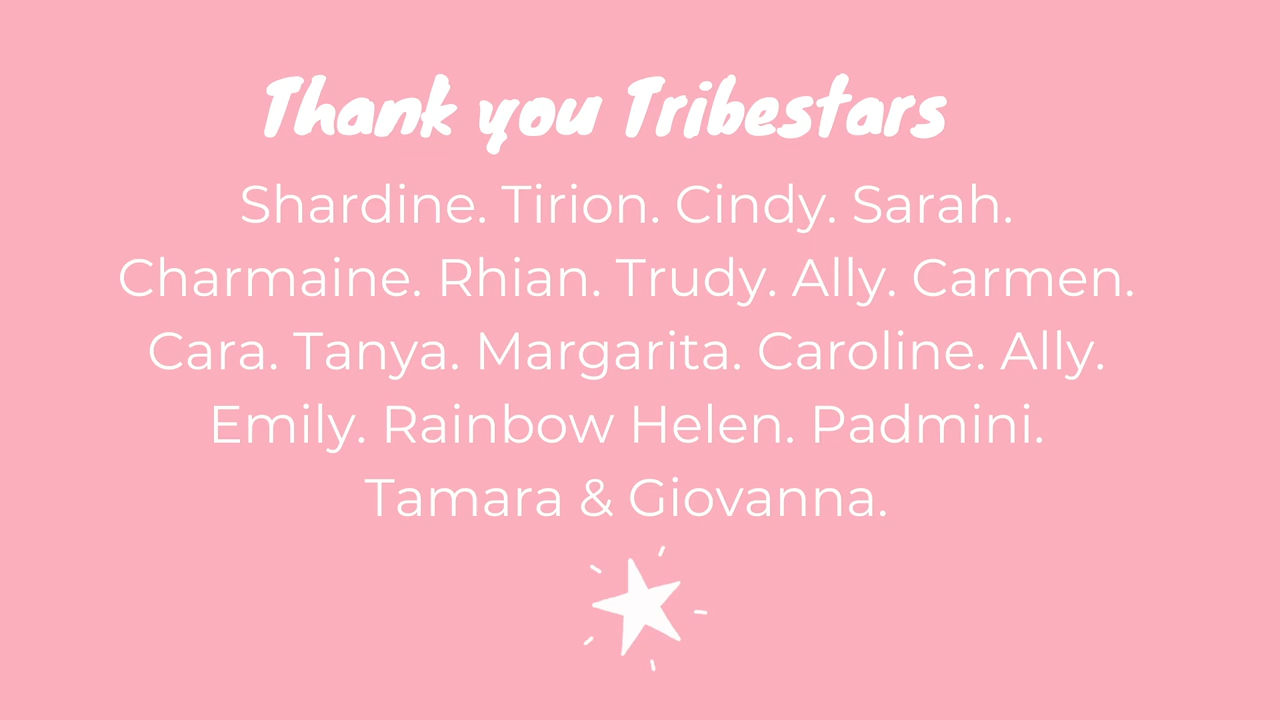 Thank you Tribestars
Shardine. Tirion. Cindy. Sarah.
Charmaine. Rhian. Trudy. Ally. Carmen.
Cara. Tanya. Margarita. Caroline. Ally.
Emily. Rainbow Helen. Padmini.
Tamara & Giovanna.